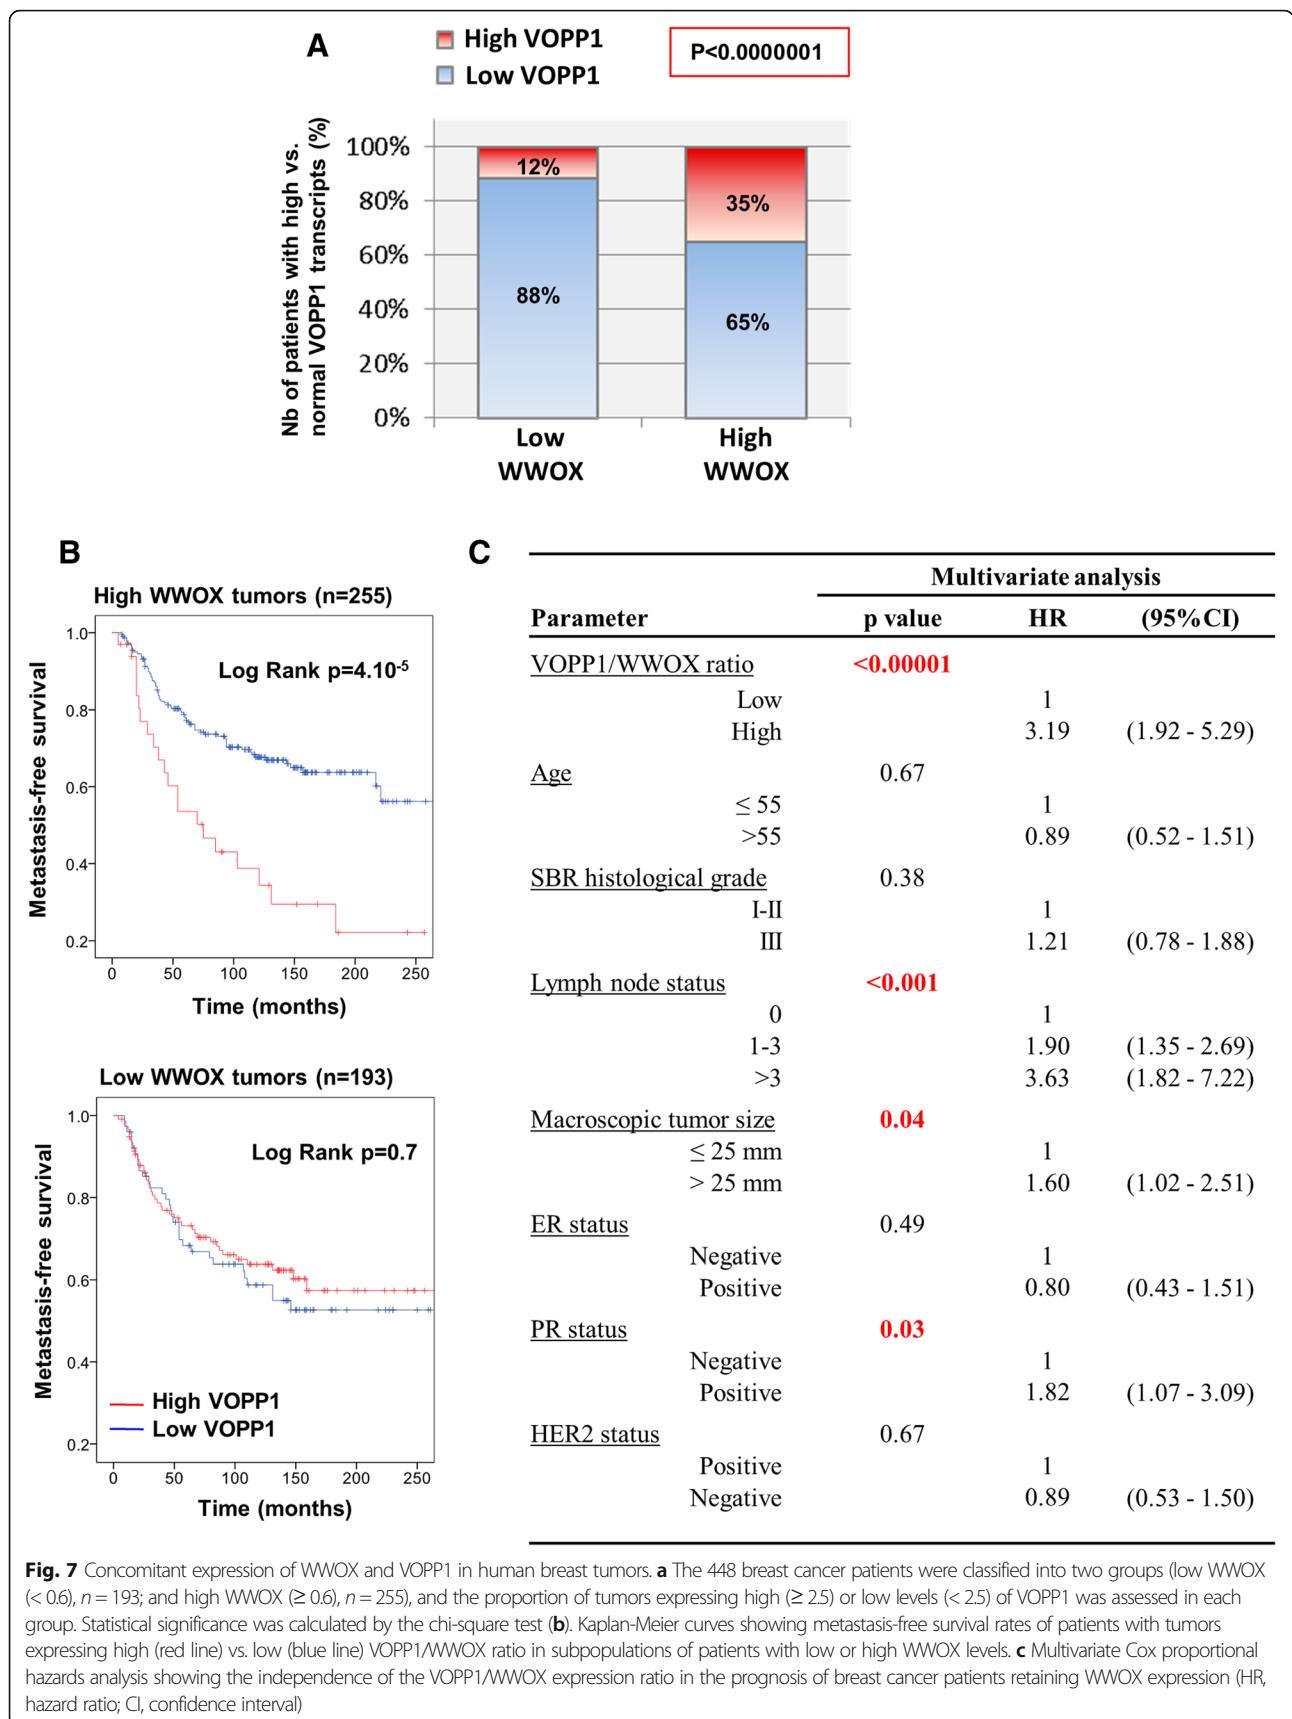 A
High VOPP1
Low VOPP1
P<0.0000001
Nb of patients with high vs.
normal VOPP1 transcripts (%)
100%
80%
60%
40%
20%
0%
12%
88%
35%
65%
Low
WWOX
High
WWOX
B
High WWOX tumors (n=255)
Log Rank p=4.10-5
Metastasis-free survival
1.0
0.8
0.6
0.4
0.2
0 50 100 150 200 250
Time (months)
Low WWOX tumors (n=193)
Log Rank p=0.7
Metastasis-free survival
1.0
0.8
0.6
0.4
0.2
High VOPP1
Low VOPP1
0 50 100 150 200 250
Time (months)
C
Multivariate analysis
Parameter p value HR (95%CI)
VOPP1/WWOX ratio <0.00001
Low 1
High 3.19 (1.92 - 5.29)
Age 0.67
≤ 55 1
>55 0.89 (0.52 - 1.51)
SBR histological grade 0.38
I-II 1
III 1.21 (0.78 - 1.88)
Lymph node status <0.001
0 1
1-3 1.90 (1.35 - 2.69)
>3 3.63 (1.82 - 7.22)
Macroscopic tumor size 0.04
≤ 25 mm 1
> 25 mm 1.60 (1.02 - 2.51)
ER status 0.49
Negative 1
Positive 0.80 (0.43 - 1.51)
PR status 0.03
Negative 1
Positive 1.82 (1.07 - 3.09)
HER2 status 0.67
Positive 1
Negative 0.89 (0.53 - 1.50)
Fig. 7 Concomitant expression of WWOX and VOPP1 in human breast tumors. a The 448 breast cancer patients were classified into two groups (low WWOX
(< 0.6), n = 193; and high WWOX (≥ 0.6), n = 255), and the proportion of tumors expressing high (≥ 2.5) or low levels (< 2.5) of VOPP1 was assessed in each
group. Statistical significance was calculated by the chi-square test (b). Kaplan-Meier curves showing metastasis-free survival rates of patients with tumors
expressing high (red line) vs. low (blue line) VOPP1/WWOX ratio in subpopulations of patients with low or high WWOX levels. c Multivariate Cox proportional
hazards analysis showing the independence of the VOPP1/WWOX expression ratio in the prognosis of breast cancer patients retaining WWOX expression (HR,
hazard ratio; CI, confidence interval)